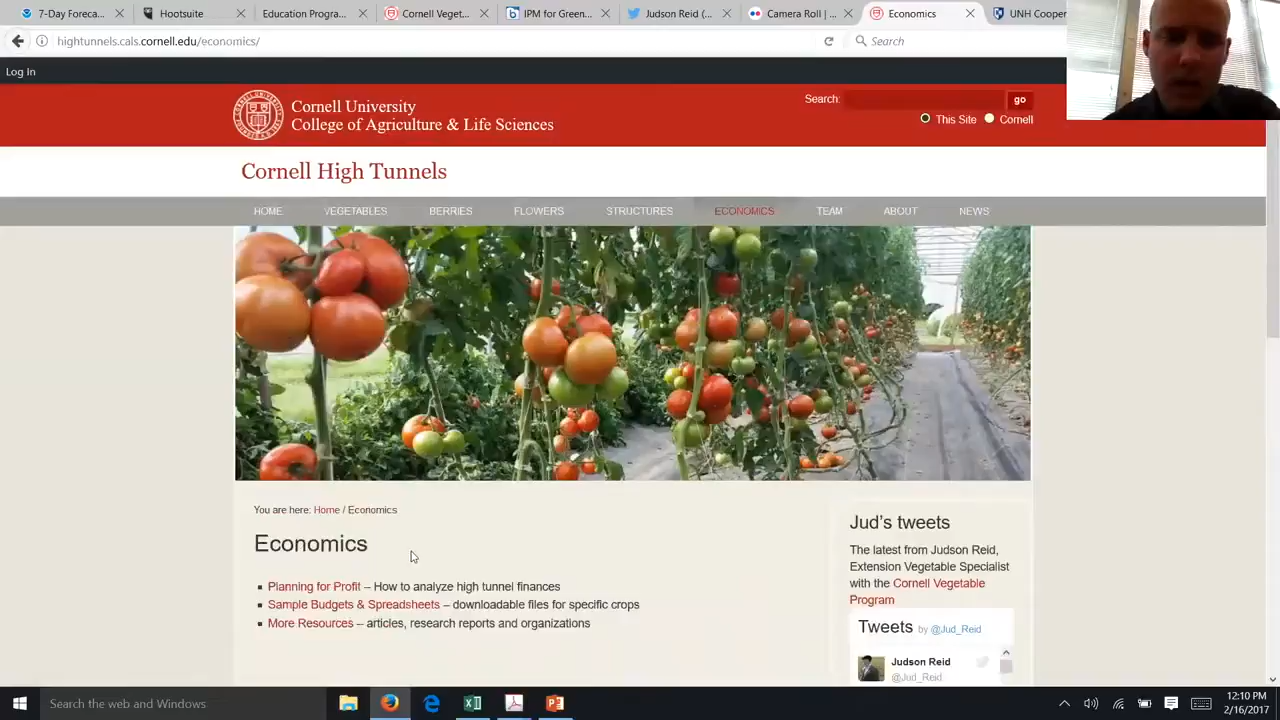 7-Day Foreca...
Hootsuite
Cornell Veget...
IPM for Green...
Judson Reid (...
Camera Roll ...
Economics
UNH Cooper
hightunnels.cals.cornell.edu/economics/
Search
Log In
Cornell University
College of Agriculture & Life Sciences
Search:
go
This Site
Cornell
Cornell High Tunnels
HOME
VEGETABLES
BERRIES
FLOWERS
STRUCTURES
ECONOMICS
TEAM
ABOUT
NEWS
You are here: Home / Economics
Economics
Planning for Profit – How to analyze high tunnel finances
Sample Budgets & Spreadsheets – downloadable files for specific crops
More Resources – articles, research reports and organizations
Jud's tweets
The latest from Judson Reid,
Extension Vegetable Specialist
with the Cornell Vegetable
Program
Tweets by @Jud_Reid
Judson Reid
@Jud_Reid
Search the web and Windows
12:10 PM
2/16/2017